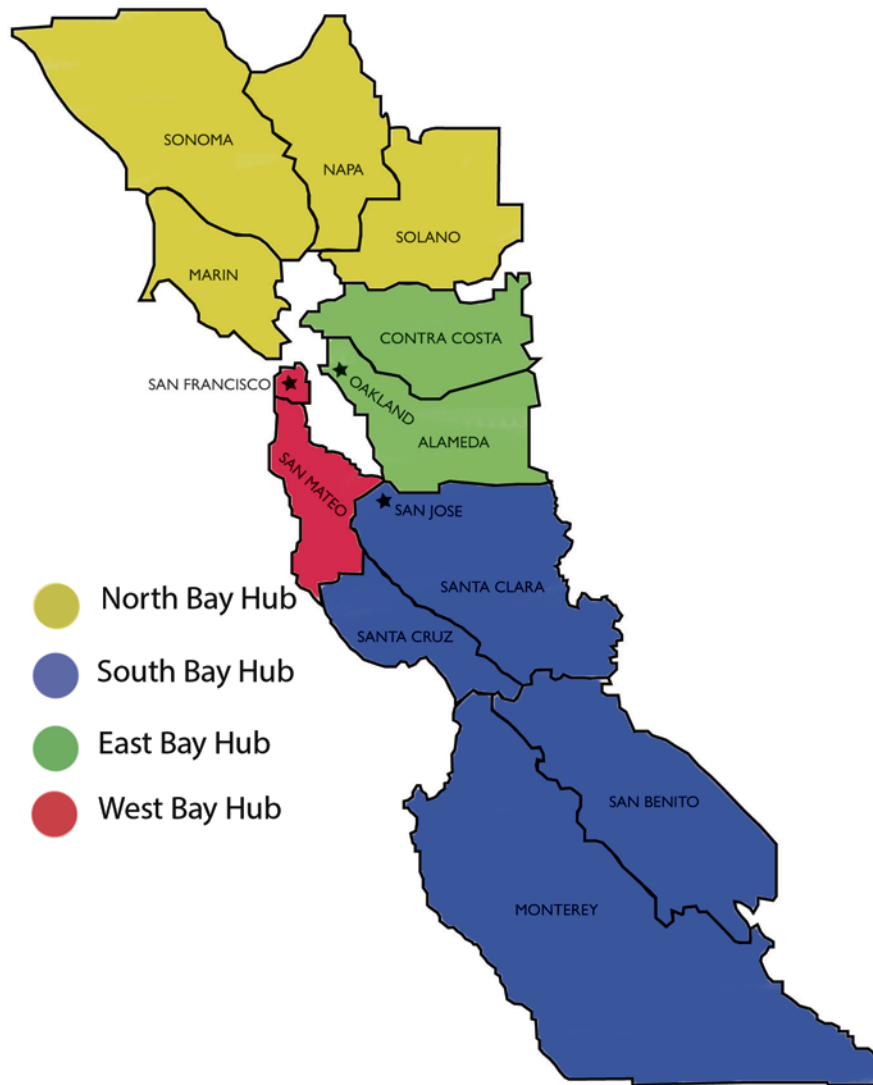 SONOMA
NAPA
SOLANO
MARIN
CONTRA COSTA
SAN FRANCISCO
OAKLAND
ALAMEDA
SAN MATEO
SAN JOSE
SANTA CLARA
SANTA CRUZ
North Bay Hub
South Bay Hub
East Bay Hub
West Bay Hub
SAN BENITO
MONTEREY